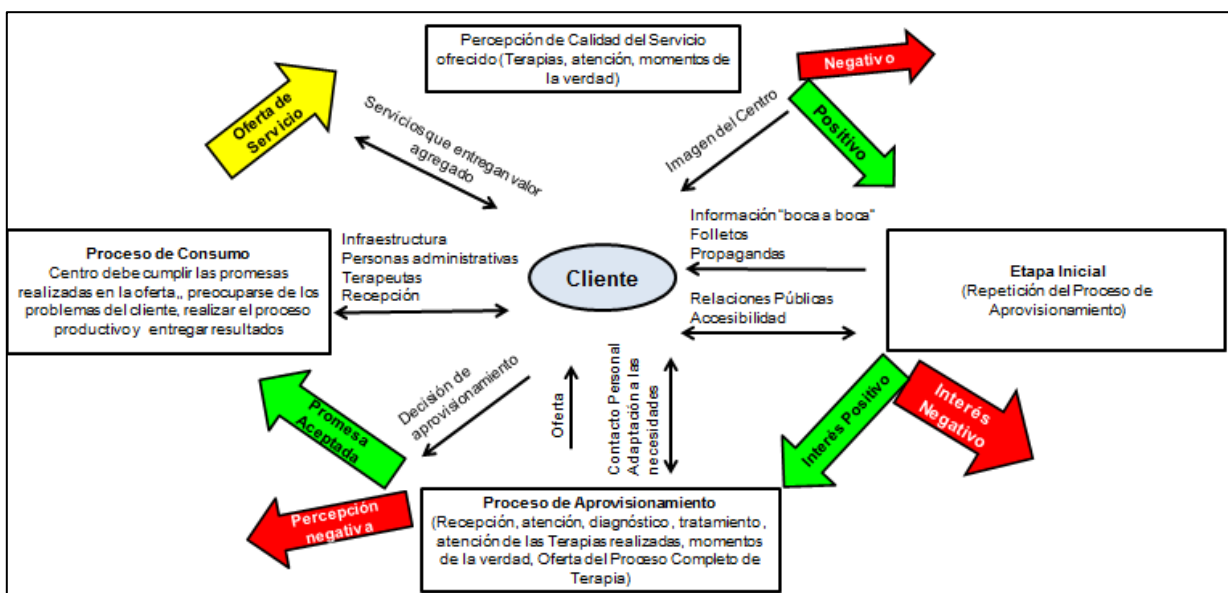 Percepción de Calidad del Servicio
ofrecido (Terapias, atención, momentos de
la verdad)
Negativo
Positivo
Oferta de
Servicio
Servicios que entregan valor
agregado
Imagen del Centro
Proceso de Consumo
Centro debe cumplir las promesas
realizadas en la oferta,, preocuparse de los
problemas del cliente, realizar el proceso
productivo y entregar resultados
Infraestructura
Personas administrativas
Terapeutas
Recepción
Cliente
Información "boca a boca"
Folletos
Propagandas
Relaciones Públicas
Accesibilidad
Etapa Inicial
(Repetición del Proceso de
Aprovisionamiento)
Promesa
Aceptada
Decisión de
aprovisionamiento
Oferta
Contacto Personal
Adaptación a las
necesidades
Interés Positivo
Interés
Negativo
Percepción
negativa
Proceso de Aprovisionamiento
(Recepción, atención, diagnóstico, tratamiento,
atención de las Terapias realizadas, momentos
de la verdad, Oferta del Proceso Completo de
Terapia)